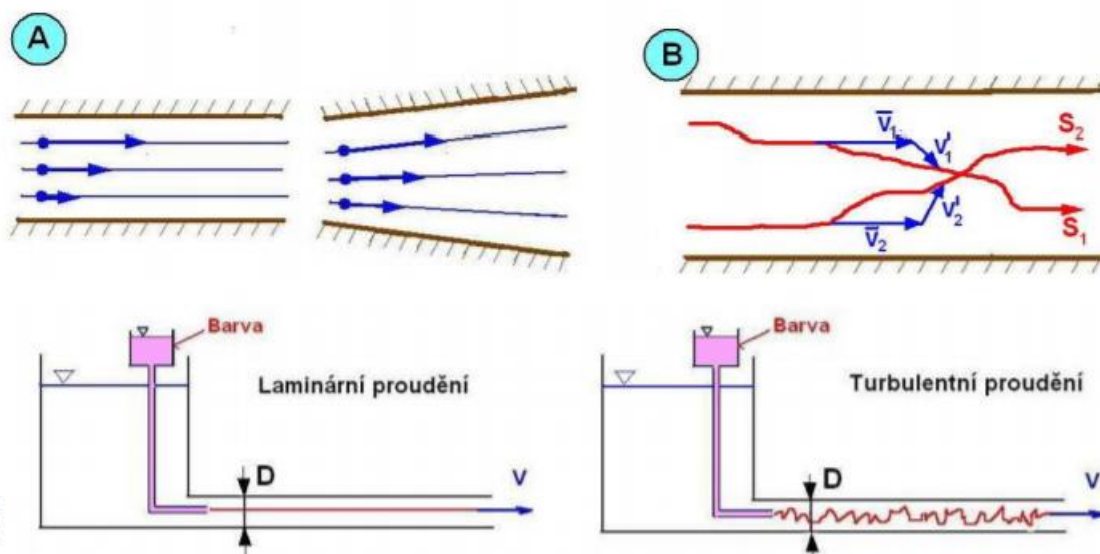 A
B
V̅₁
V'₁
S₂
V̅₂
V'₂
S₁
Barva
Laminární proudění
D
V
Barva
Turbulentní proudění
D
V